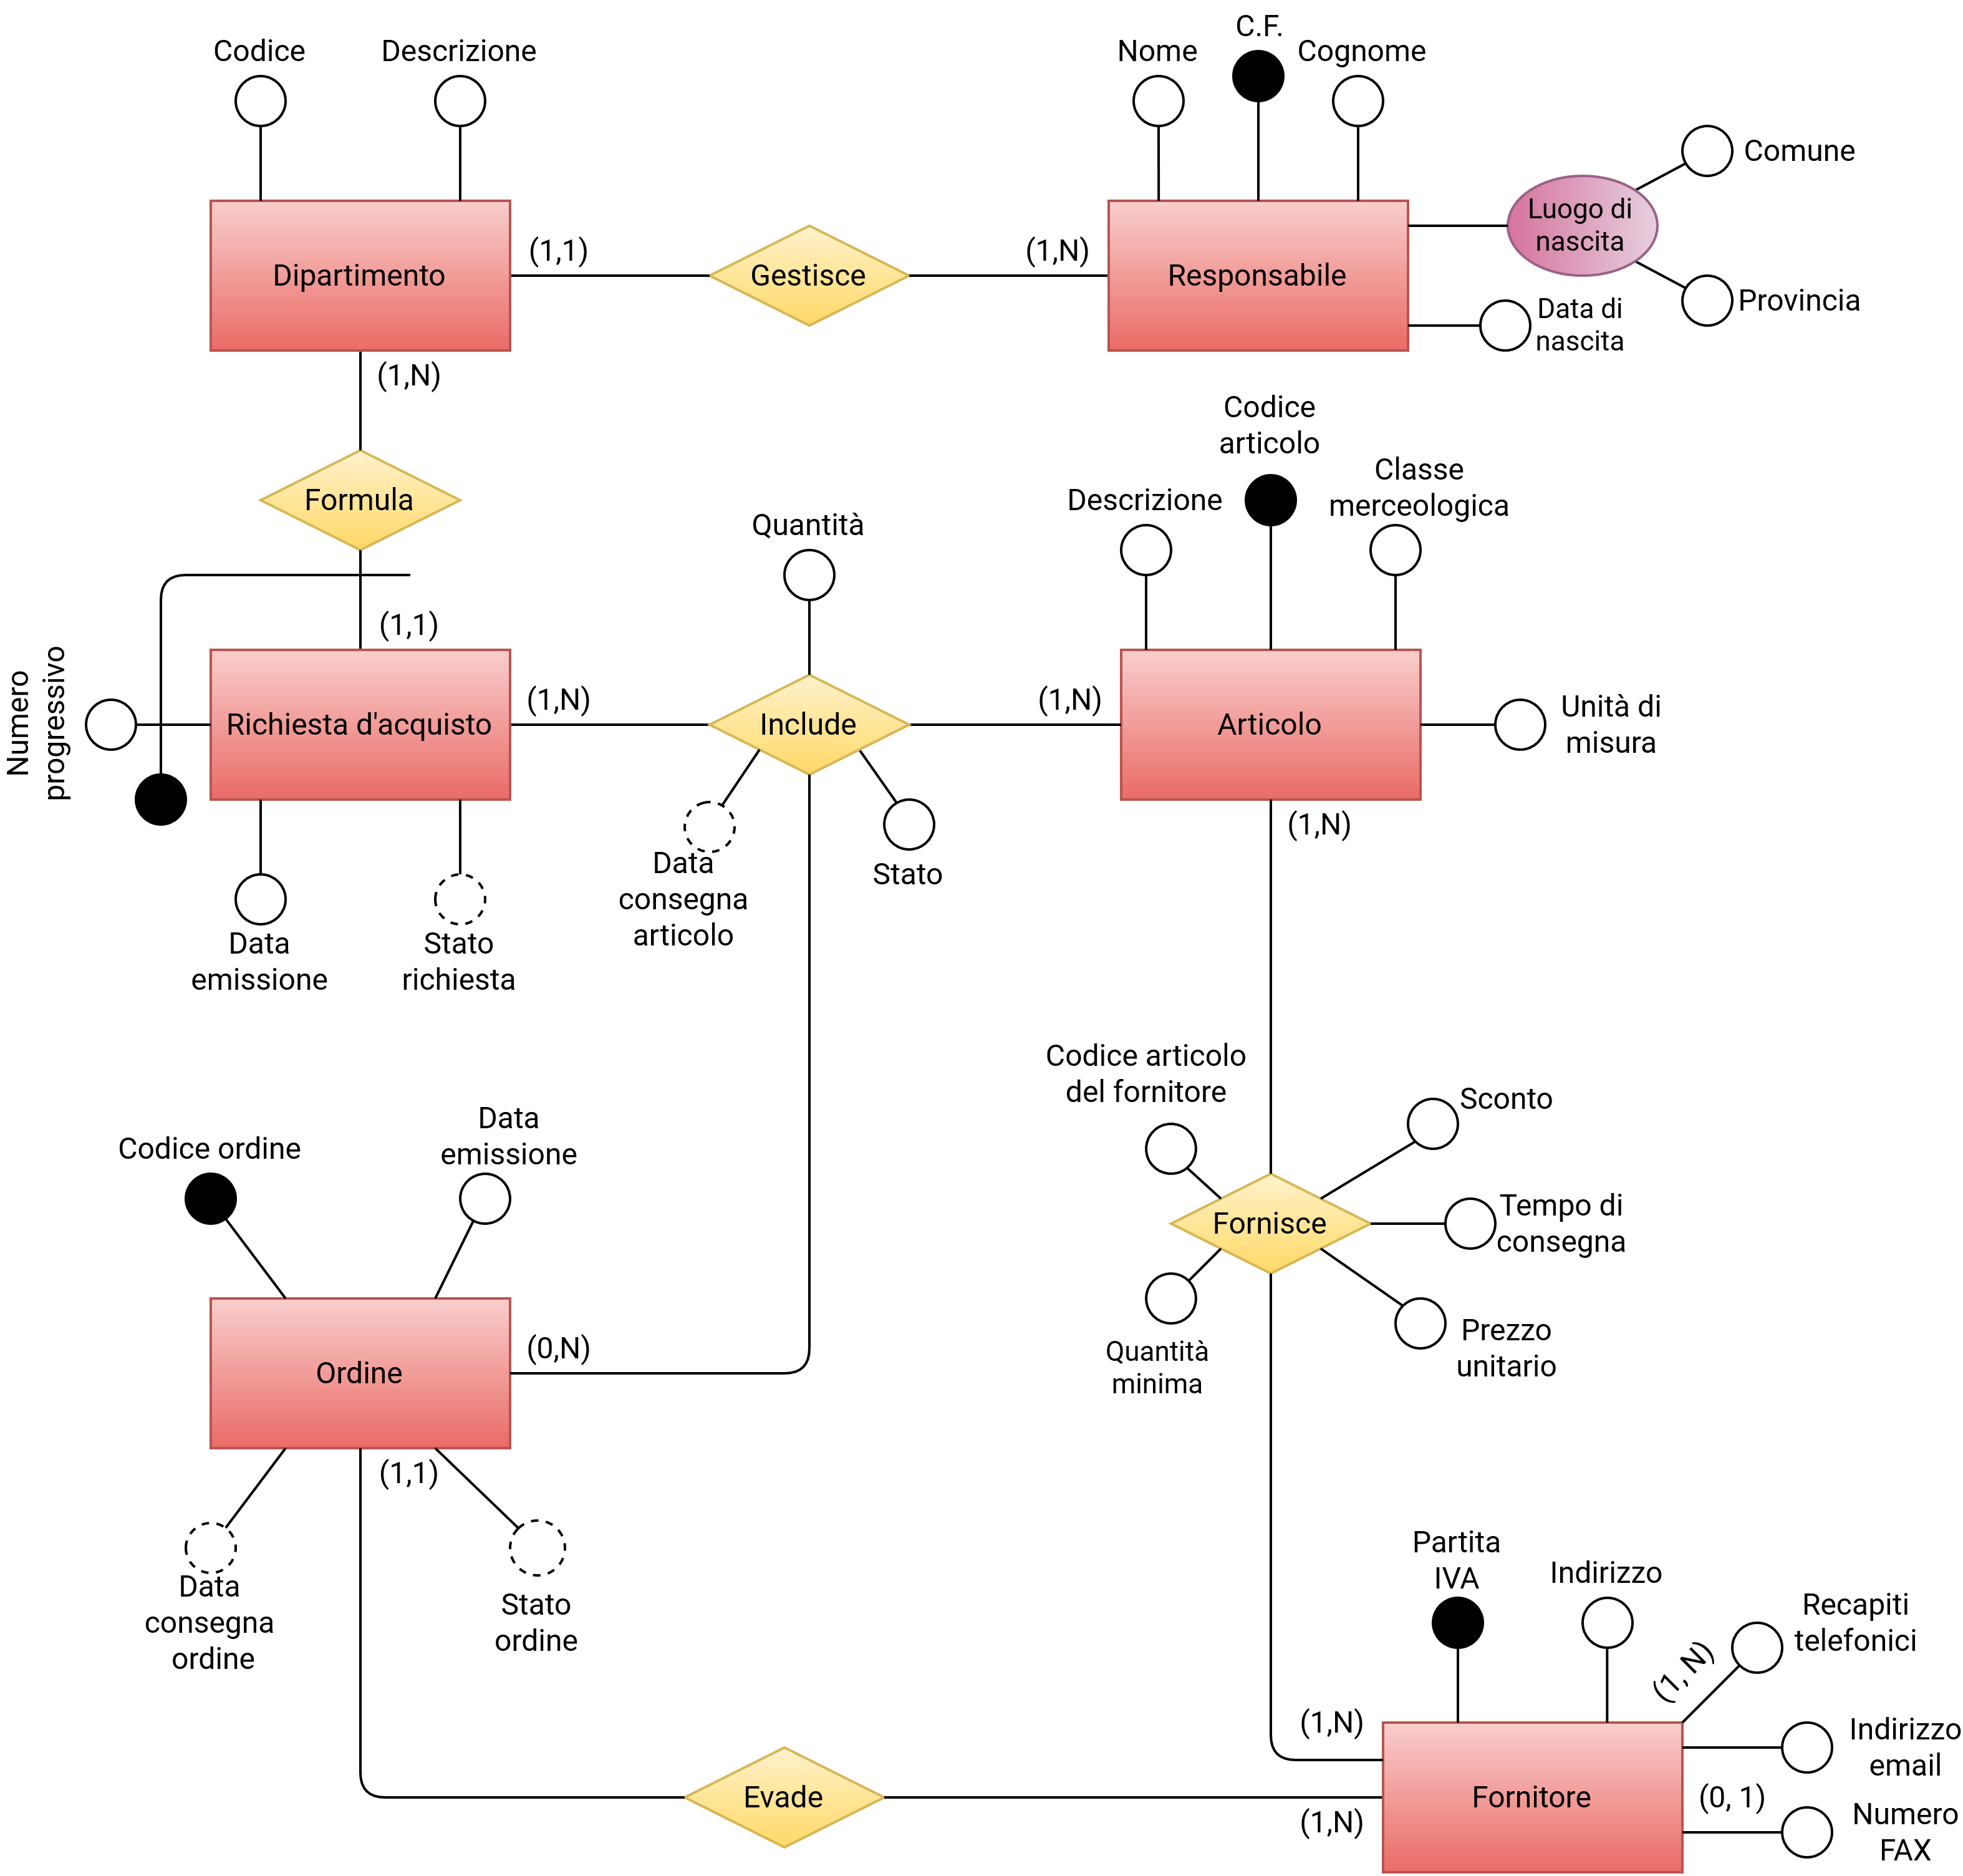 C.F.
Codice
Descrizione
Nome
Cognome
Comune
Luogo di
nascita
Dipartimento
(1,1)
Gestisce
(1,N)
Responsabile
Provincia
Data di
nascita
(1,N)
Codice
articolo
Classe
merceologica
Formula
Descrizione
Quantità
(1,1)
Numero
progressivo
Richiesta d'acquisto
(1,N)
Include
(1,N)
Articolo
Unità di
misura
(1,N)
Data
consegna
articolo
Stato
Data
emissione
Stato
richiesta
Codice articolo
del fornitore
Sconto
Codice ordine
Data
emissione
Fornisce
Tempo di
consegna
Quantità
minima
Prezzo
unitario
Ordine
(0,N)
(1,1)
Data
consegna
ordine
Stato
ordine
Partita
IVA
Indirizzo
Recapiti
telefonici
(1, N)
(1,N)
Indirizzo
email
Evade
(1,N)
Fornitore
(0, 1)
Numero
FAX